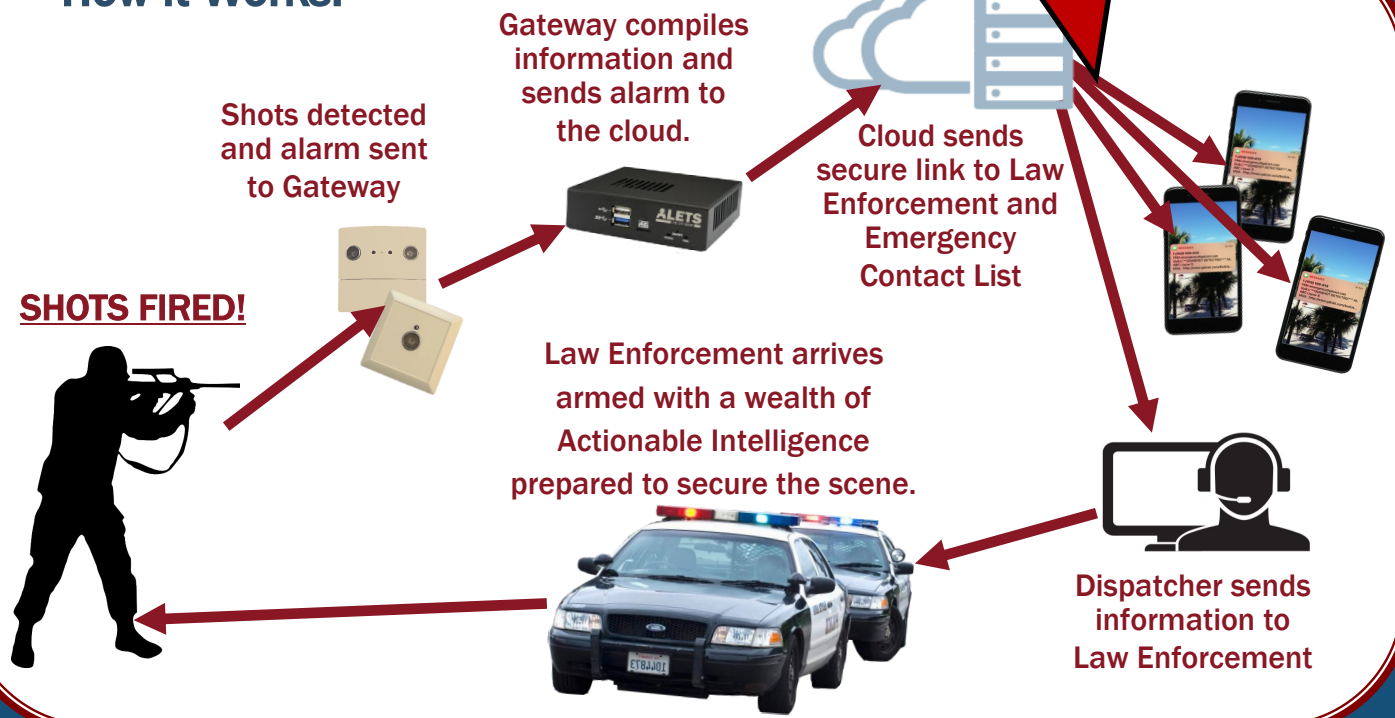 How It Works:
Gateway compiles
information and
sends alarm to
the cloud.
Shots detected
and alarm sent
to Gateway
ALETS
Cloud sends
secure link to Law
Enforcement and
Emergency
Contact List
SHOTS FIRED!
Law Enforcement arrives
armed with a wealth of
Actionable Intelligence
prepared to secure the scene.
Dispatcher sends
information to
Law Enforcement